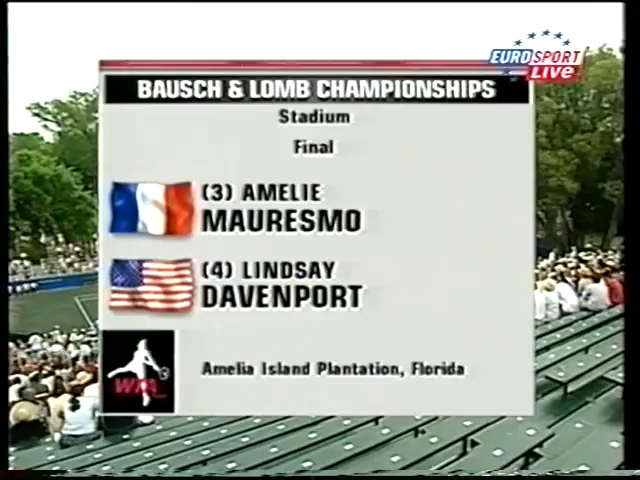 EUROSPORT
LIVE
BAUSCH & LOMB CHAMPIONSHIPS
Stadium
Final
(3) AMELIE
MAURESMO
(4) LINDSAY
DAVENPORT
WTA
Amelia Island Plantation, Florida